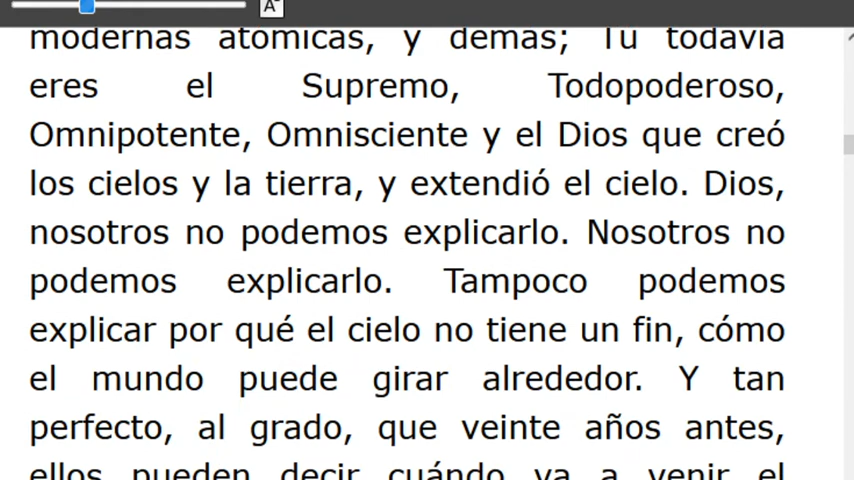 A
modernas atómicas, y demás; Tú todavía
eres el Supremo, Todopoderoso,
Omnipotente, Omnisciente y el Dios que creó
los cielos y la tierra, y extendió el cielo. Dios,
nosotros no podemos explicarlo. Nosotros no
podemos explicarlo. Tampoco podemos
explicar por qué el cielo no tiene un fin, cómo
el mundo puede girar alrededor. Y tan
perfecto, al grado, que veinte años antes,
ellos pueden decir cuándo va a venir el